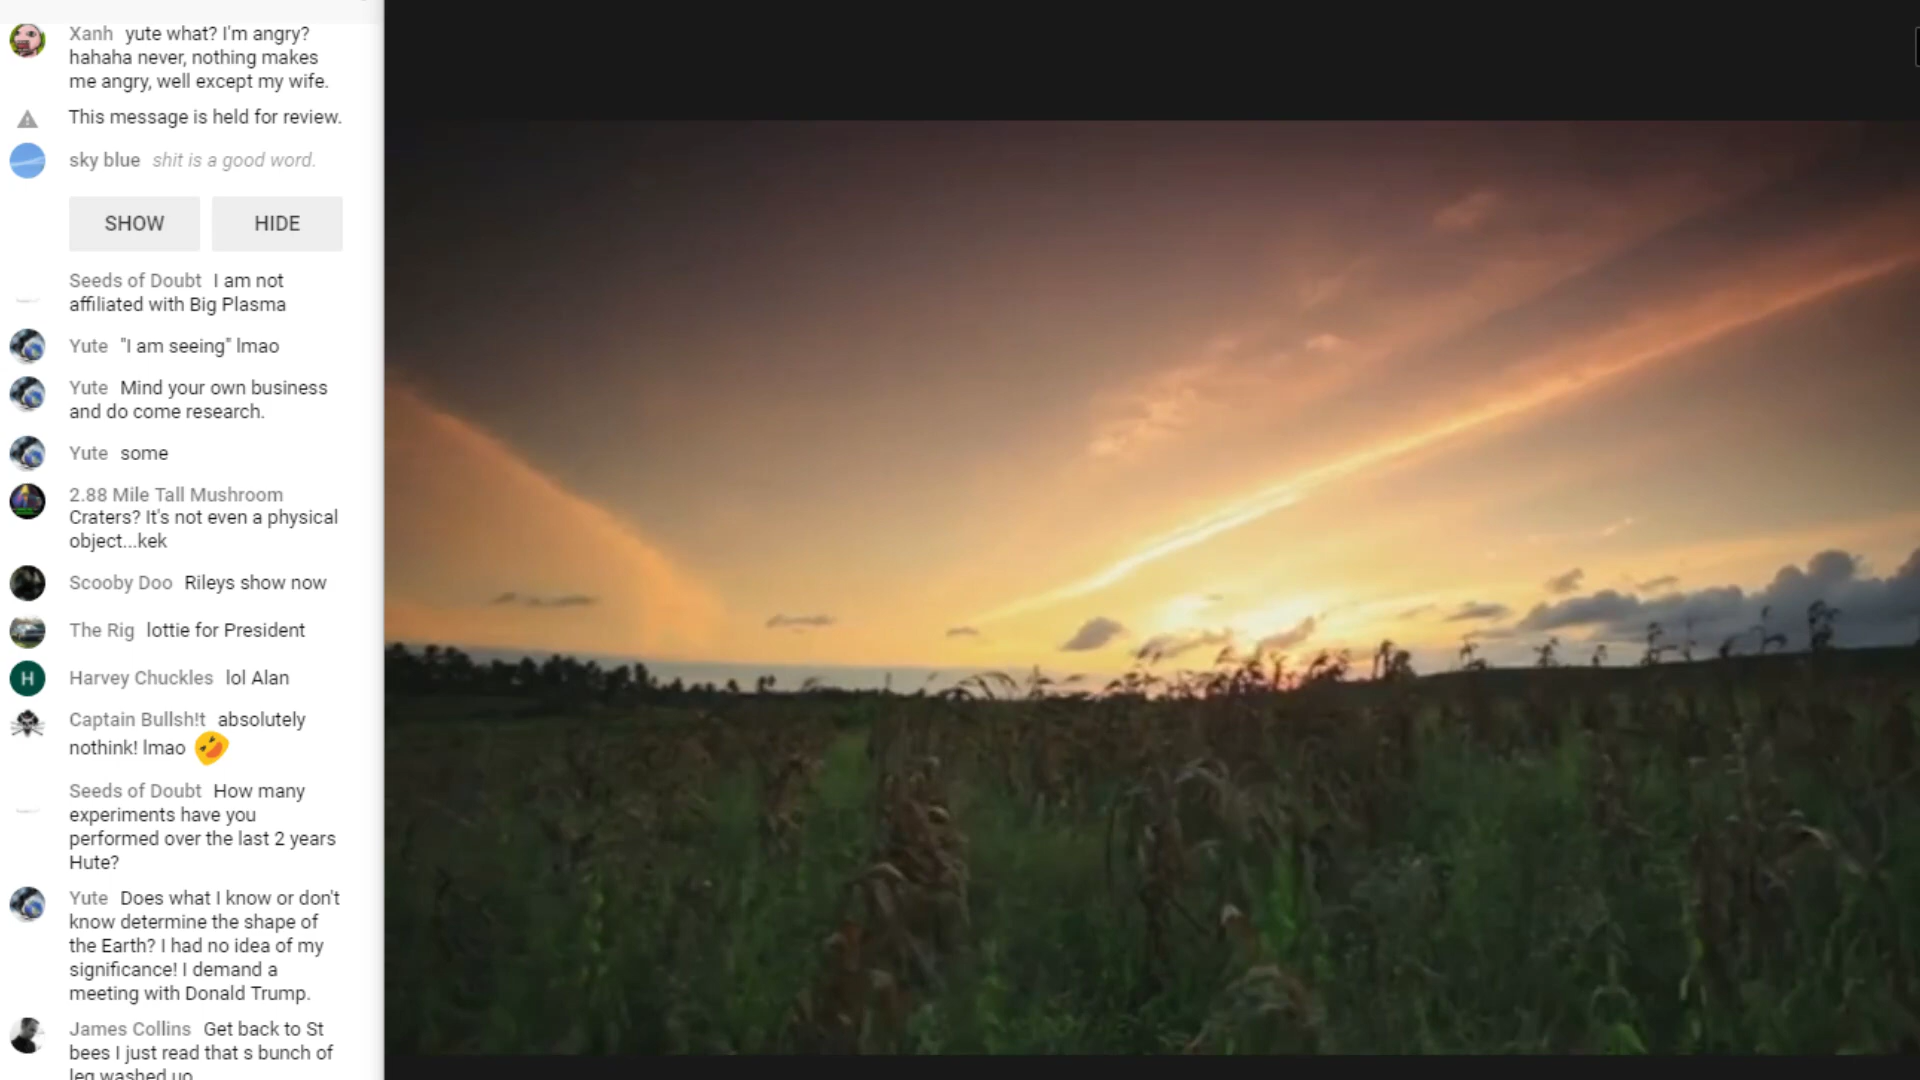 Xanh yute what? I'm angry?
hahaha never, nothing makes
me angry, well except my wife.
This message is held for review.
sky blue shit is a good word.
SHOW HIDE
Seeds of Doubt I am not
affiliated with Big Plasma
Yute "I am seeing" lmao
Yute Mind your own business
and do come research.
Yute some
2.88 Mile Tall Mushroom
Craters? It's not even a physical
object...kek
Scooby Doo Rileys show now
The Rig lottie for President
H Harvey Chuckles lol Alan
Captain Bullsh!t absolutely
nothink! lmao
Seeds of Doubt How many
experiments have you
performed over the last 2 years
Hute?
Yute Does what I know or don't
know determine the shape of
the Earth? I had no idea of my
significance! I demand a
meeting with Donald Trump.
James Collins Get back to St
bees I just read that s bunch of
leg washed up